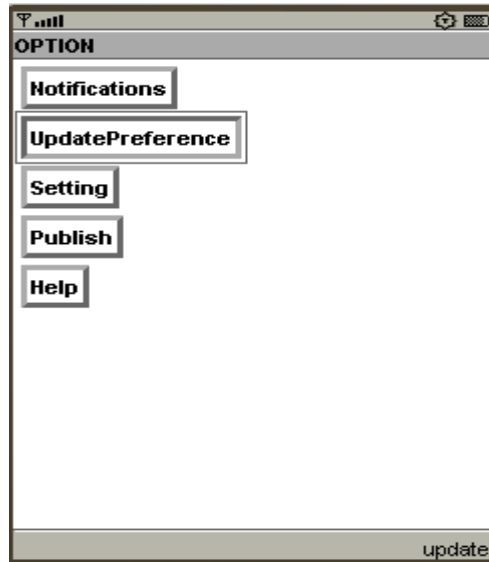 OPTION
Notifications
UpdatePreference
Setting
Publish
Help
update